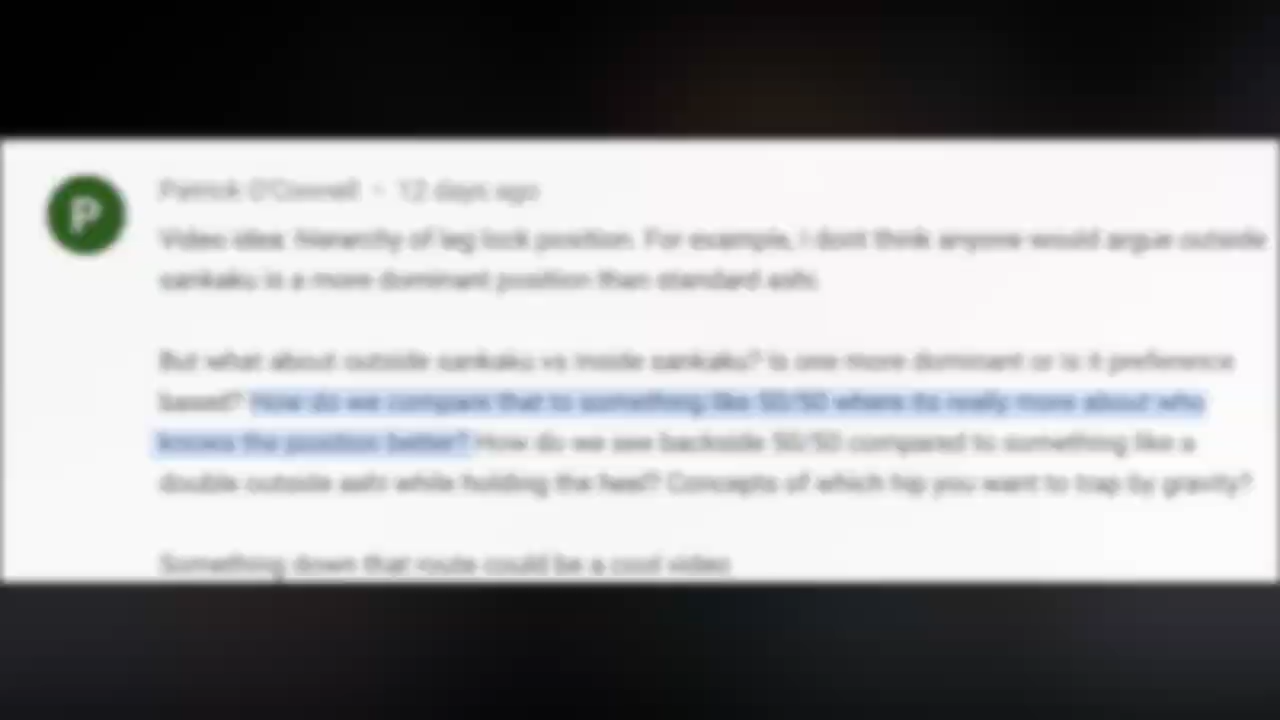 P
Patrick O'Connell • 12 days ago
Video idea: hierarchy of leg lock position. For example, I dont think anyone would argue outside
sankaku is a more dominant position than standard ashi.
But what about outside sankaku vs inside sankaku? Is one more dominant or is it preference
based? How do we compare that to something like 50/50 where its really more about who
knows the position better? How do we see backside 50/50 compared to something like a
double outside ashi while holding the heel? Concepts of which hip you want to trap by gravity?
Something down that route could be a cool video